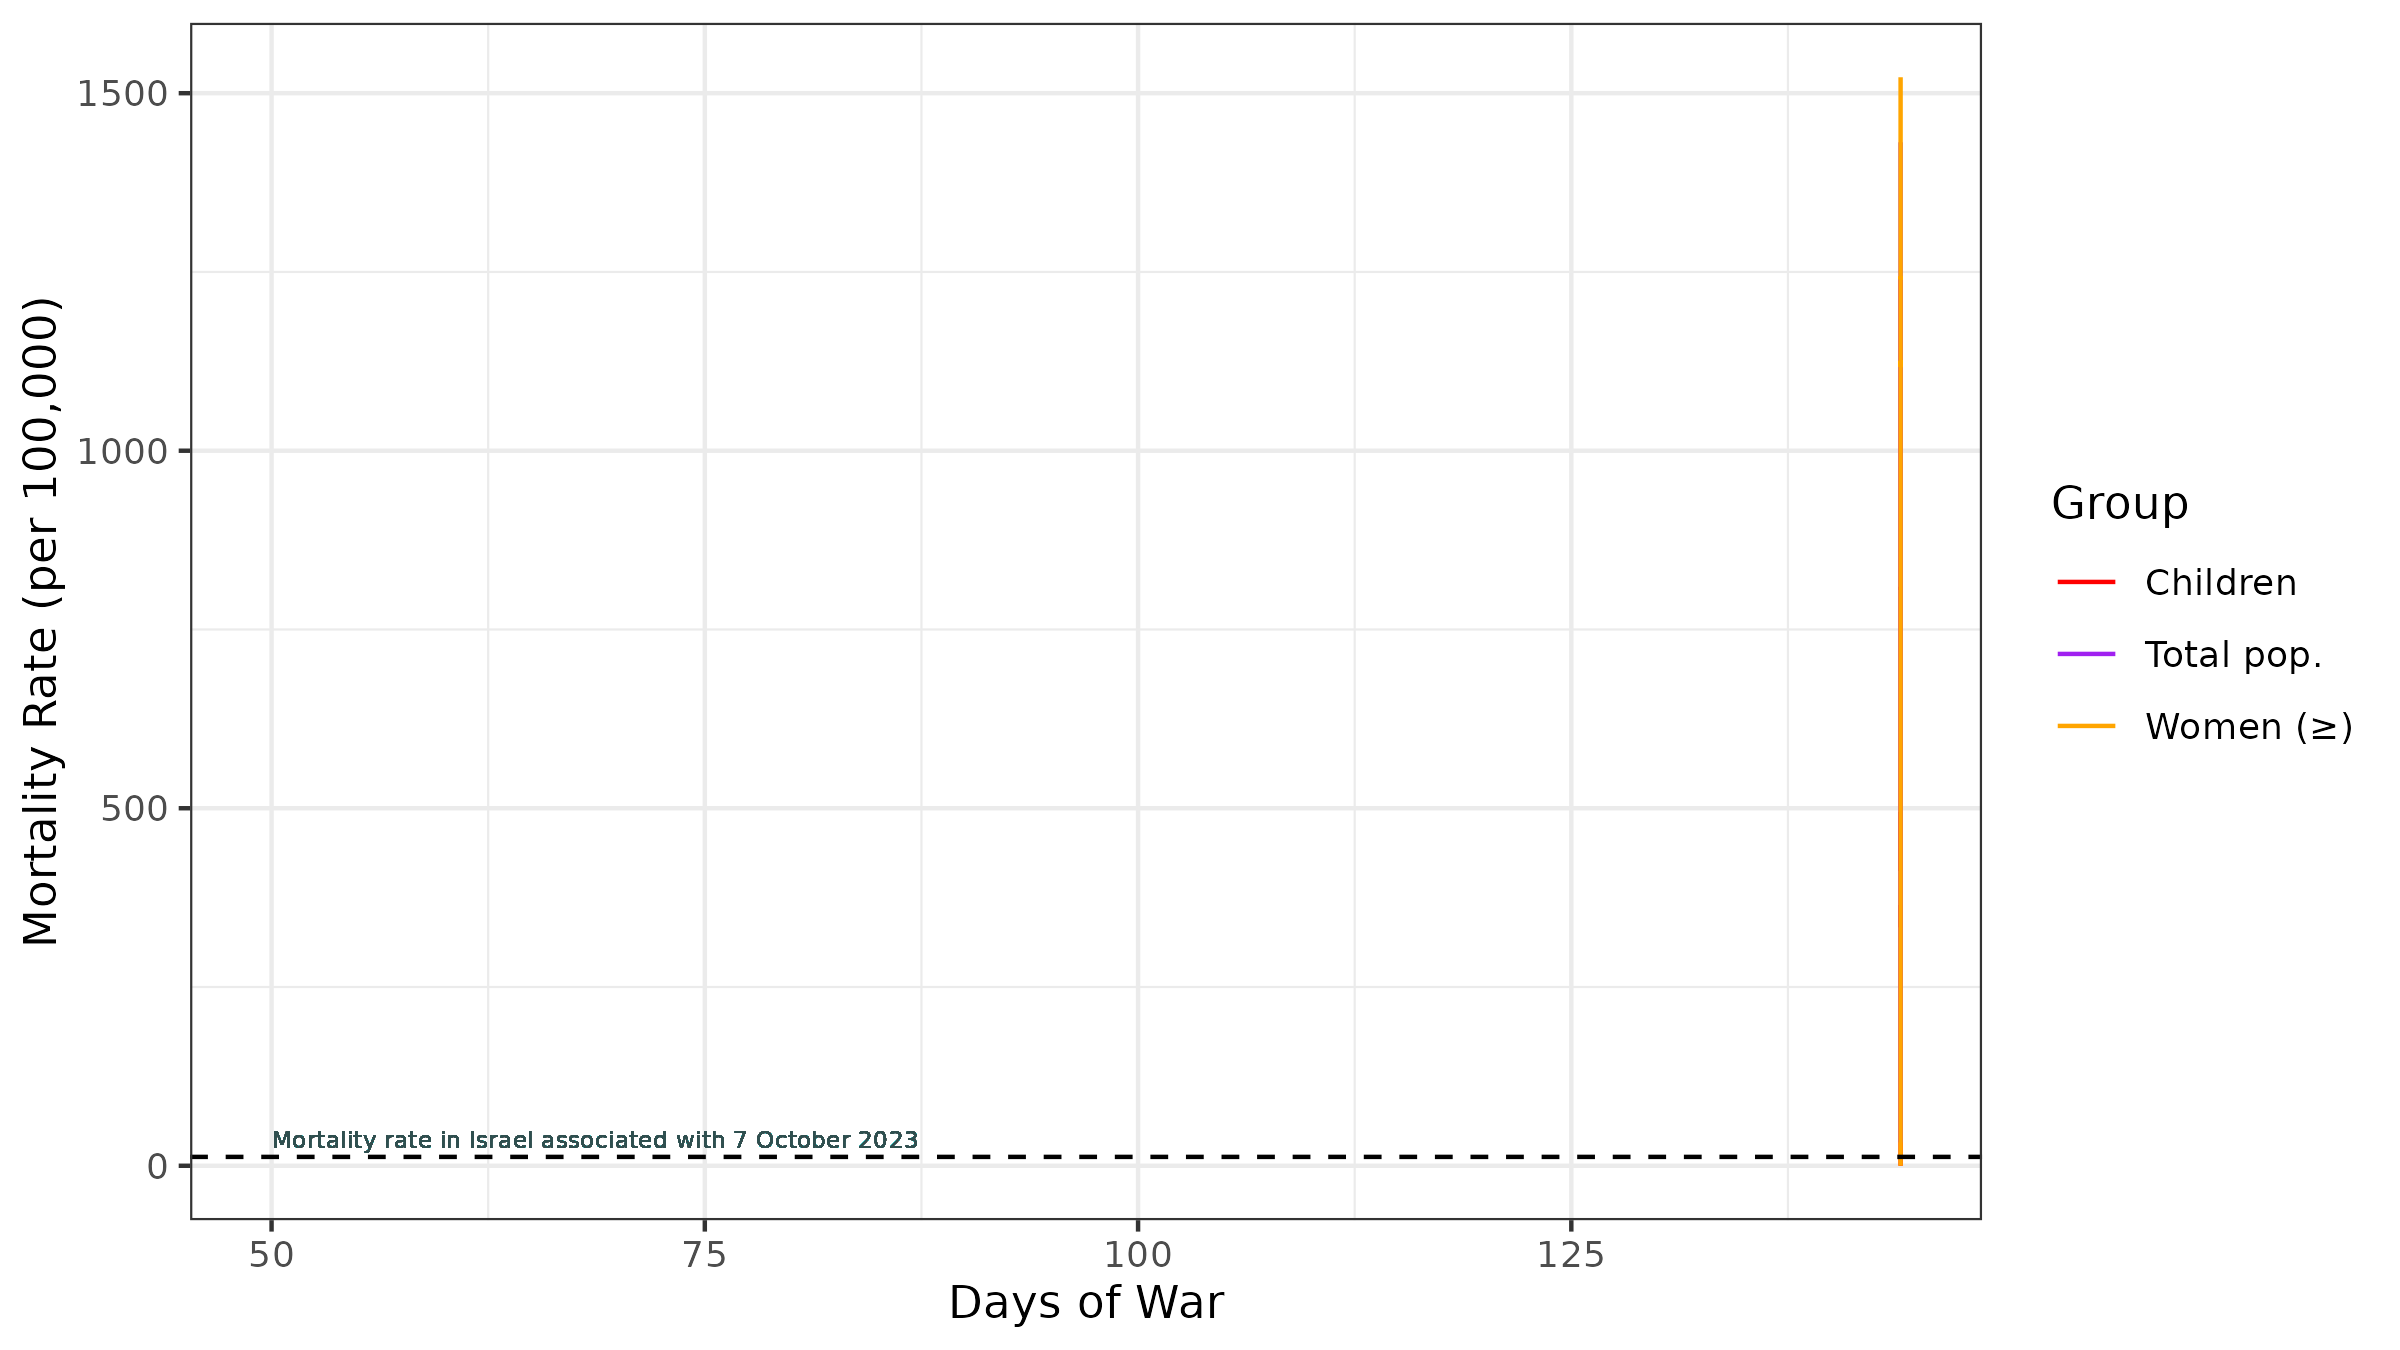 1500
1000
500
0
Mortality Rate (per 100,000)
Mortality rate in Israel associated with 7 October 2023
50 75 100 125
Days of War
Group
Children
Total pop.
Women (≥)